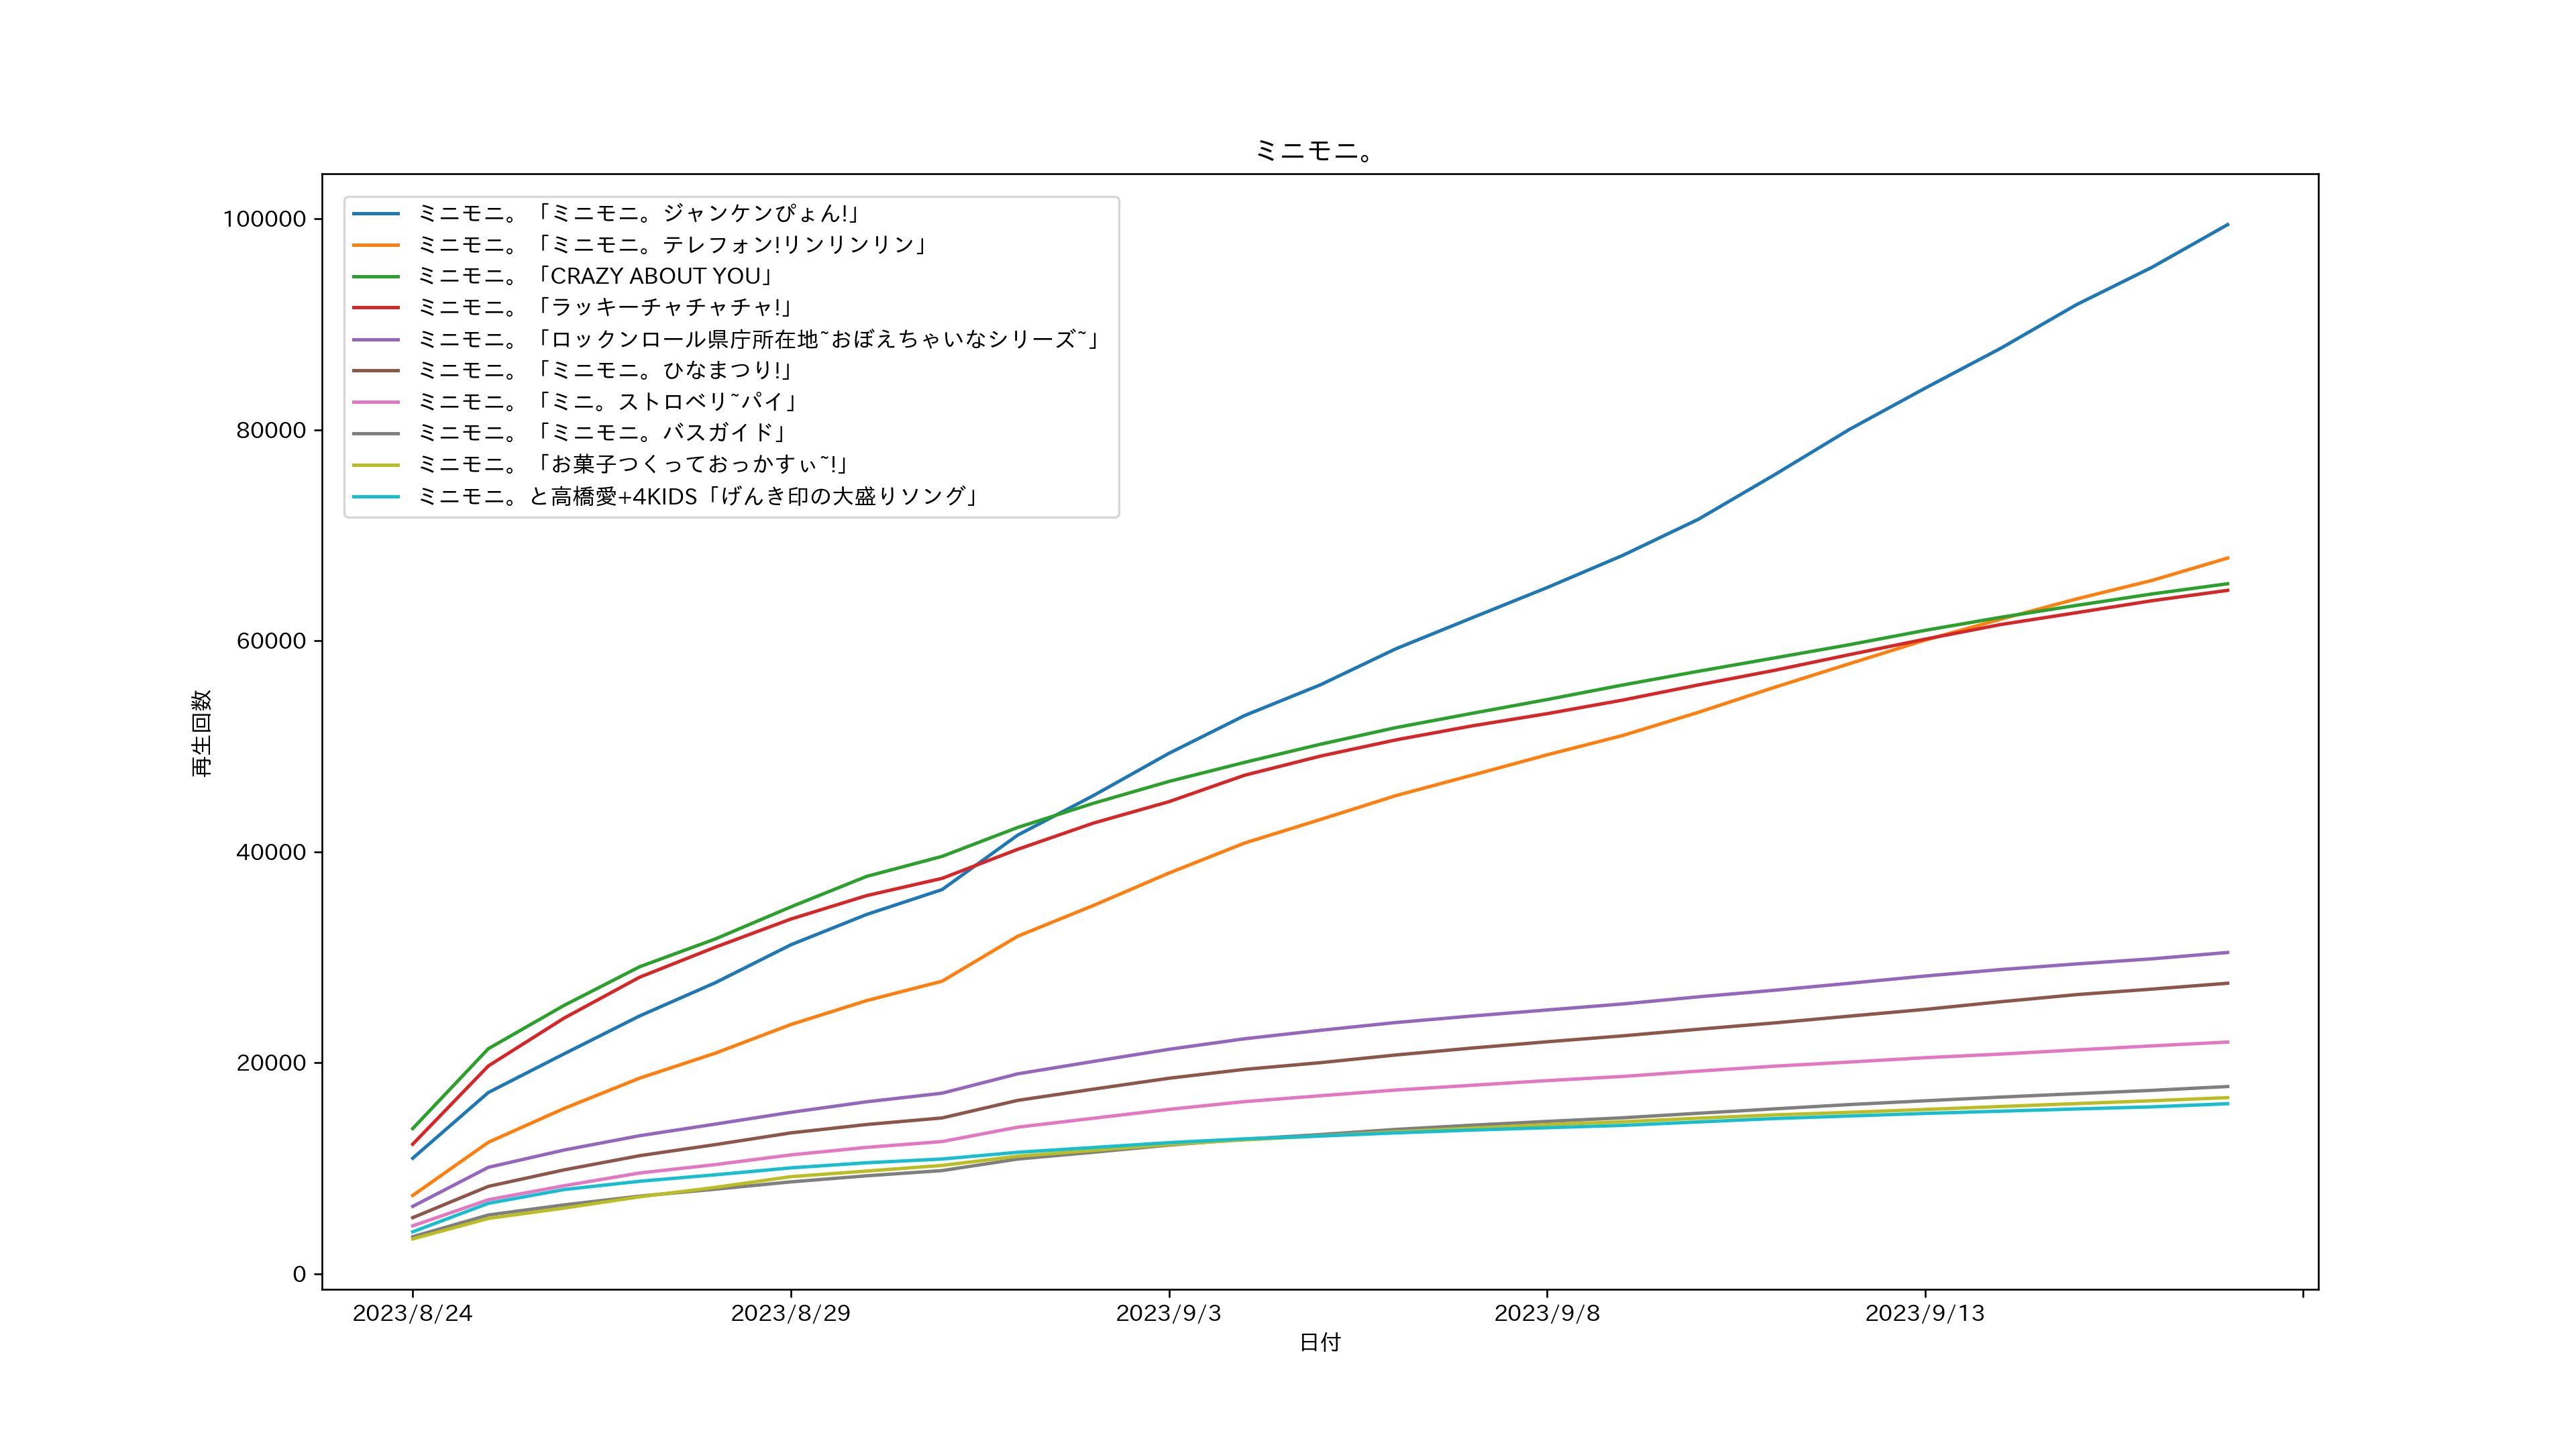 ミニモニ。
ミニモニ。「ミニモニ。ジャンケンぴょん!」
ミニモニ。「ミニモニ。テレフォン!リンリンリン」
ミニモニ。「CRAZY ABOUT YOU」
ミニモニ。「ラッキーチャチャチャ!」
ミニモニ。「ロックンロール県庁所在地~おぼえちゃいなシリーズ~」
ミニモニ。「ミニモニ。ひなまつり!」
ミニモニ。「ミニ。ストロベリ~パイ」
ミニモニ。「ミニモニ。バスガイド」
ミニモニ。「お菓子つくっておっかすぃ~!」
ミニモニ。と高橋愛+4KIDS「げんき印の大盛りソング」
100000
80000
60000
40000
20000
0
再生回数
2023/8/24
2023/8/29
2023/9/3
2023/9/8
2023/9/13
日付